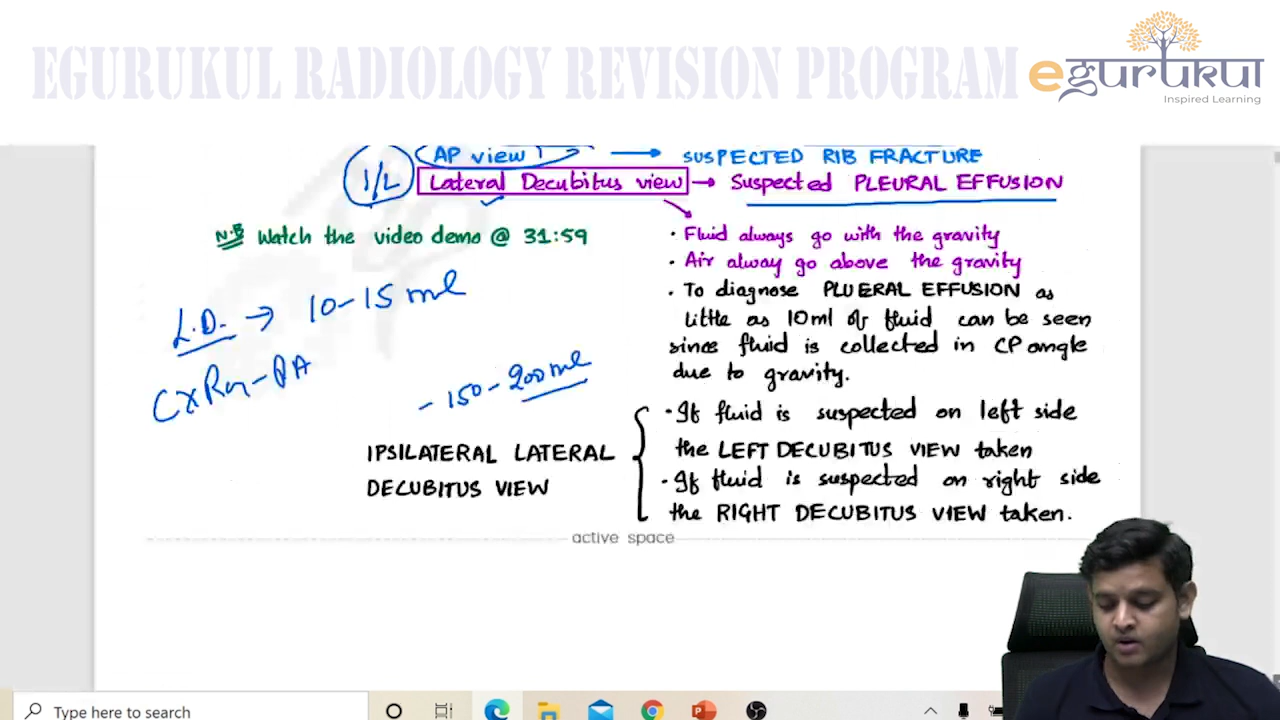 EGURUKUL RADIOLOGY REVISION PROGRAM
egurukul
Inspired Learning
I/L
AP view → SUSPECTED RIB FRACTURE
Lateral Decubitus view → Suspected PLEURAL EFFUSION
N.B Watch the video demo @ 31:59
• Fluid always go with the gravity
• Air alway go above the gravity
• To diagnose PLUERAL EFFUSION as
little as 10ml of fluid can be seen
since fluid is collected in CP angle
due to gravity.
L.D. → 10-15 ml
CXRay-PA
- 150 - 200ml
IPSILATERAL LATERAL
DECUBITUS VIEW
• If fluid is suspected on left side
the LEFT DECUBITUS VIEW taken
• If fluid is suspected on right side
the RIGHT DECUBITUS VIEW taken.
active space
Type here to search